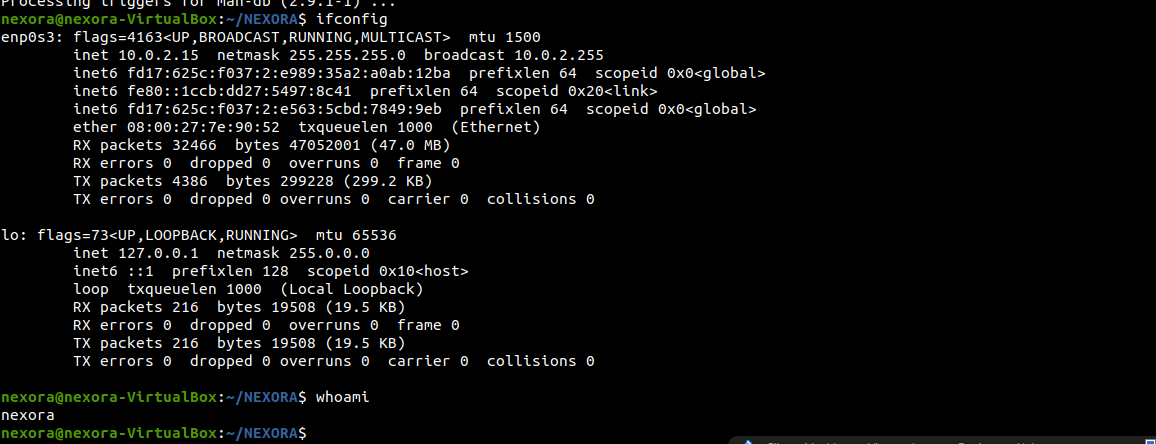 Processing triggers for man-db (2.9.1-1) ...
nexora@nexora-VirtualBox:~/NEXORA$ ifconfig
enp0s3: flags=4163<UP,BROADCAST,RUNNING,MULTICAST>  mtu 1500
        inet 10.0.2.15  netmask 255.255.255.0  broadcast 10.0.2.255
        inet6 fd17:625c:f037:2:e989:35a2:a0ab:12ba  prefixlen 64  scopeid 0x0<global>
        inet6 fe80::1ccb:dd27:5497:8c41  prefixlen 64  scopeid 0x20<link>
        inet6 fd17:625c:f037:2:e563:5cbd:7849:9eb  prefixlen 64  scopeid 0x0<global>
        ether 08:00:27:7e:90:52  txqueuelen 1000  (Ethernet)
        RX packets 32466  bytes 47052001 (47.0 MB)
        RX errors 0  dropped 0  overruns 0  frame 0
        TX packets 4386  bytes 299228 (299.2 KB)
        TX errors 0  dropped 0 overruns 0  carrier 0  collisions 0

lo: flags=73<UP,LOOPBACK,RUNNING>  mtu 65536
        inet 127.0.0.1  netmask 255.0.0.0
        inet6 ::1  prefixlen 128  scopeid 0x10<host>
        loop  txqueuelen 1000  (Local Loopback)
        RX packets 216  bytes 19508 (19.5 KB)
        RX errors 0  dropped 0  overruns 0  frame 0
        TX packets 216  bytes 19508 (19.5 KB)
        TX errors 0  dropped 0 overruns 0  carrier 0  collisions 0

nexora@nexora-VirtualBox:~/NEXORA$ whoami
nexora
nexora@nexora-VirtualBox:~/NEXORA$